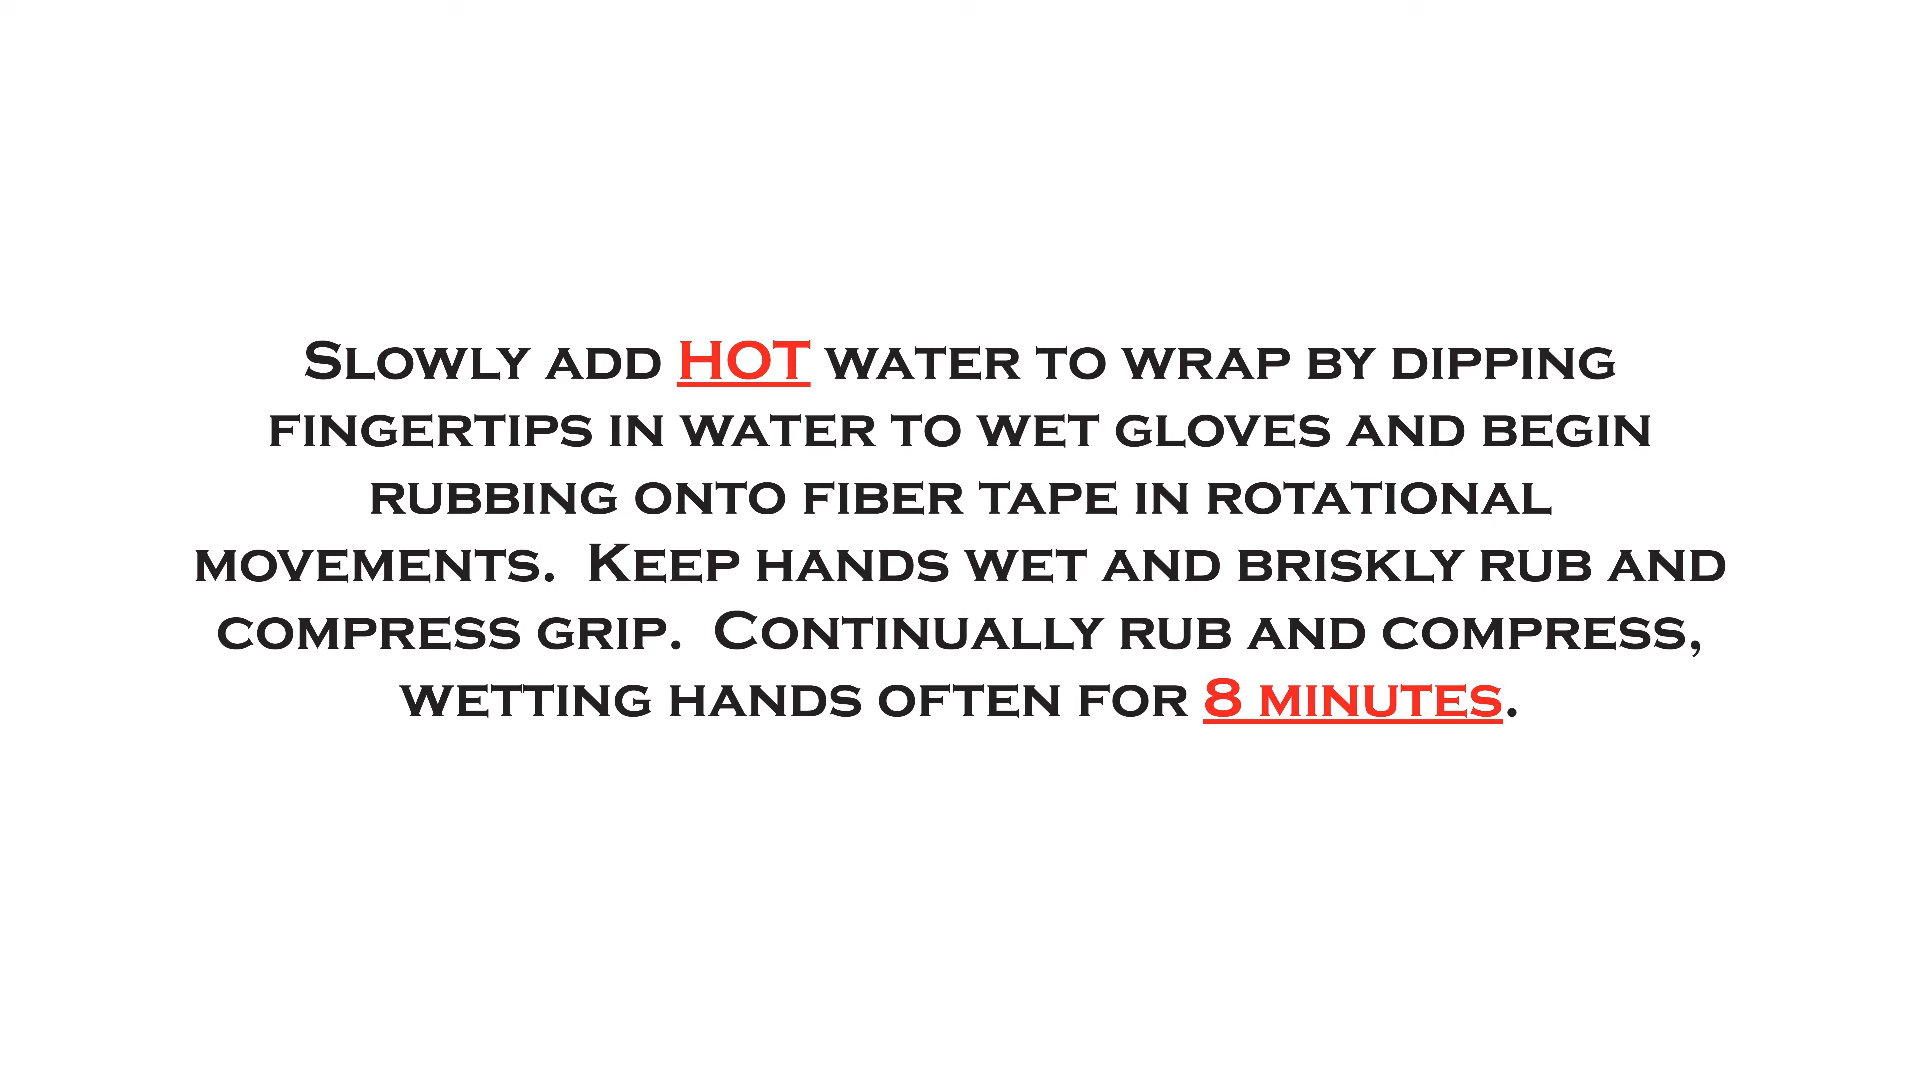 Slowly add HOT water to wrap by dipping
fingertips in water to wet gloves and begin
rubbing onto fiber tape in rotational
movements.  Keep hands wet and briskly rub and
compress grip.  Continually rub and compress,
wetting hands often for 8 minutes.